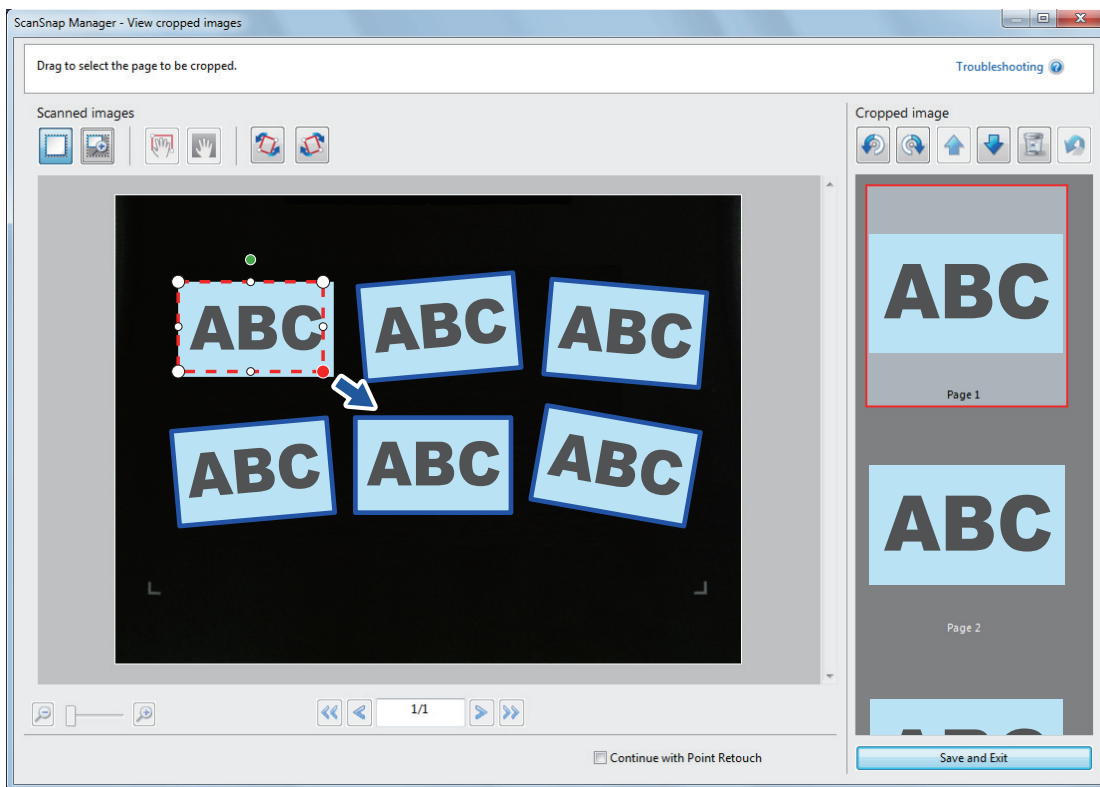 ScanSnap Manager - View cropped images
Drag to select the page to be cropped.
Troubleshooting
Scanned images
Cropped image
ABC
ABC
ABC
ABC
ABC
ABC
ABC
Page 1
ABC
Page 2
1/1
Continue with Point Retouch
Save and Exit